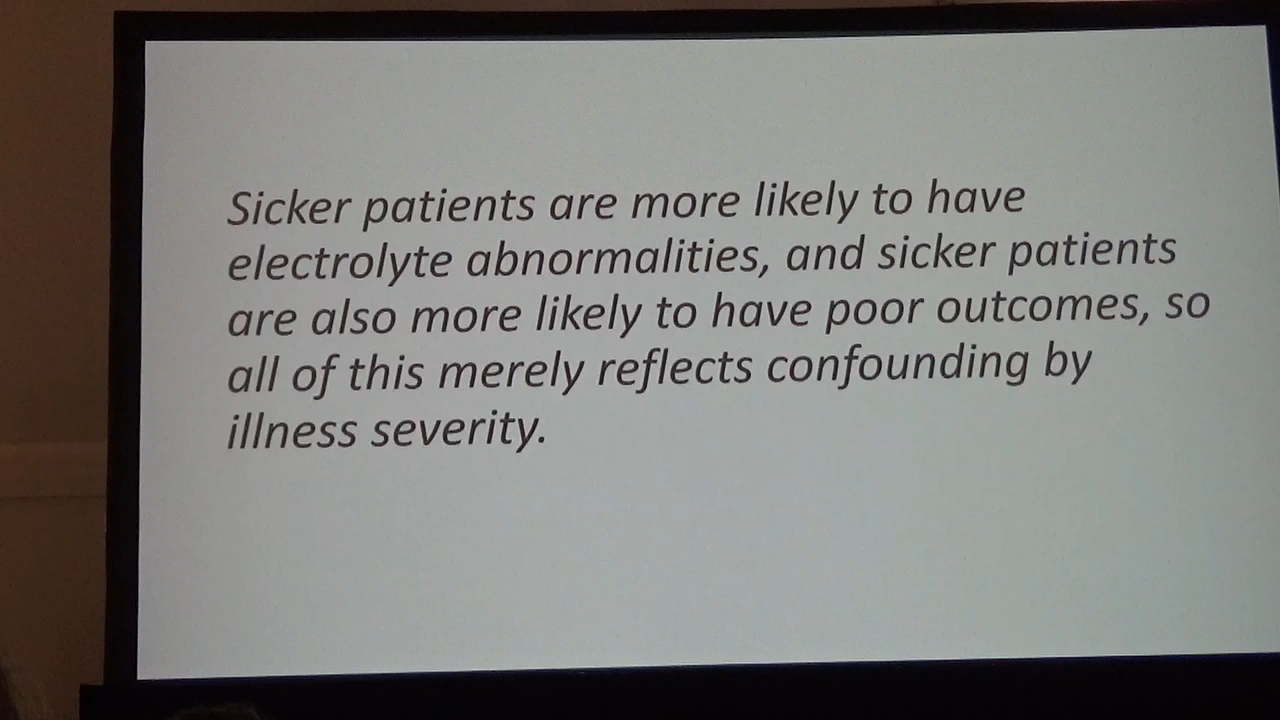 Sicker patients are more likely to have
electrolyte abnormalities, and sicker patients
are also more likely to have poor outcomes, so
all of this merely reflects confounding by
illness severity.